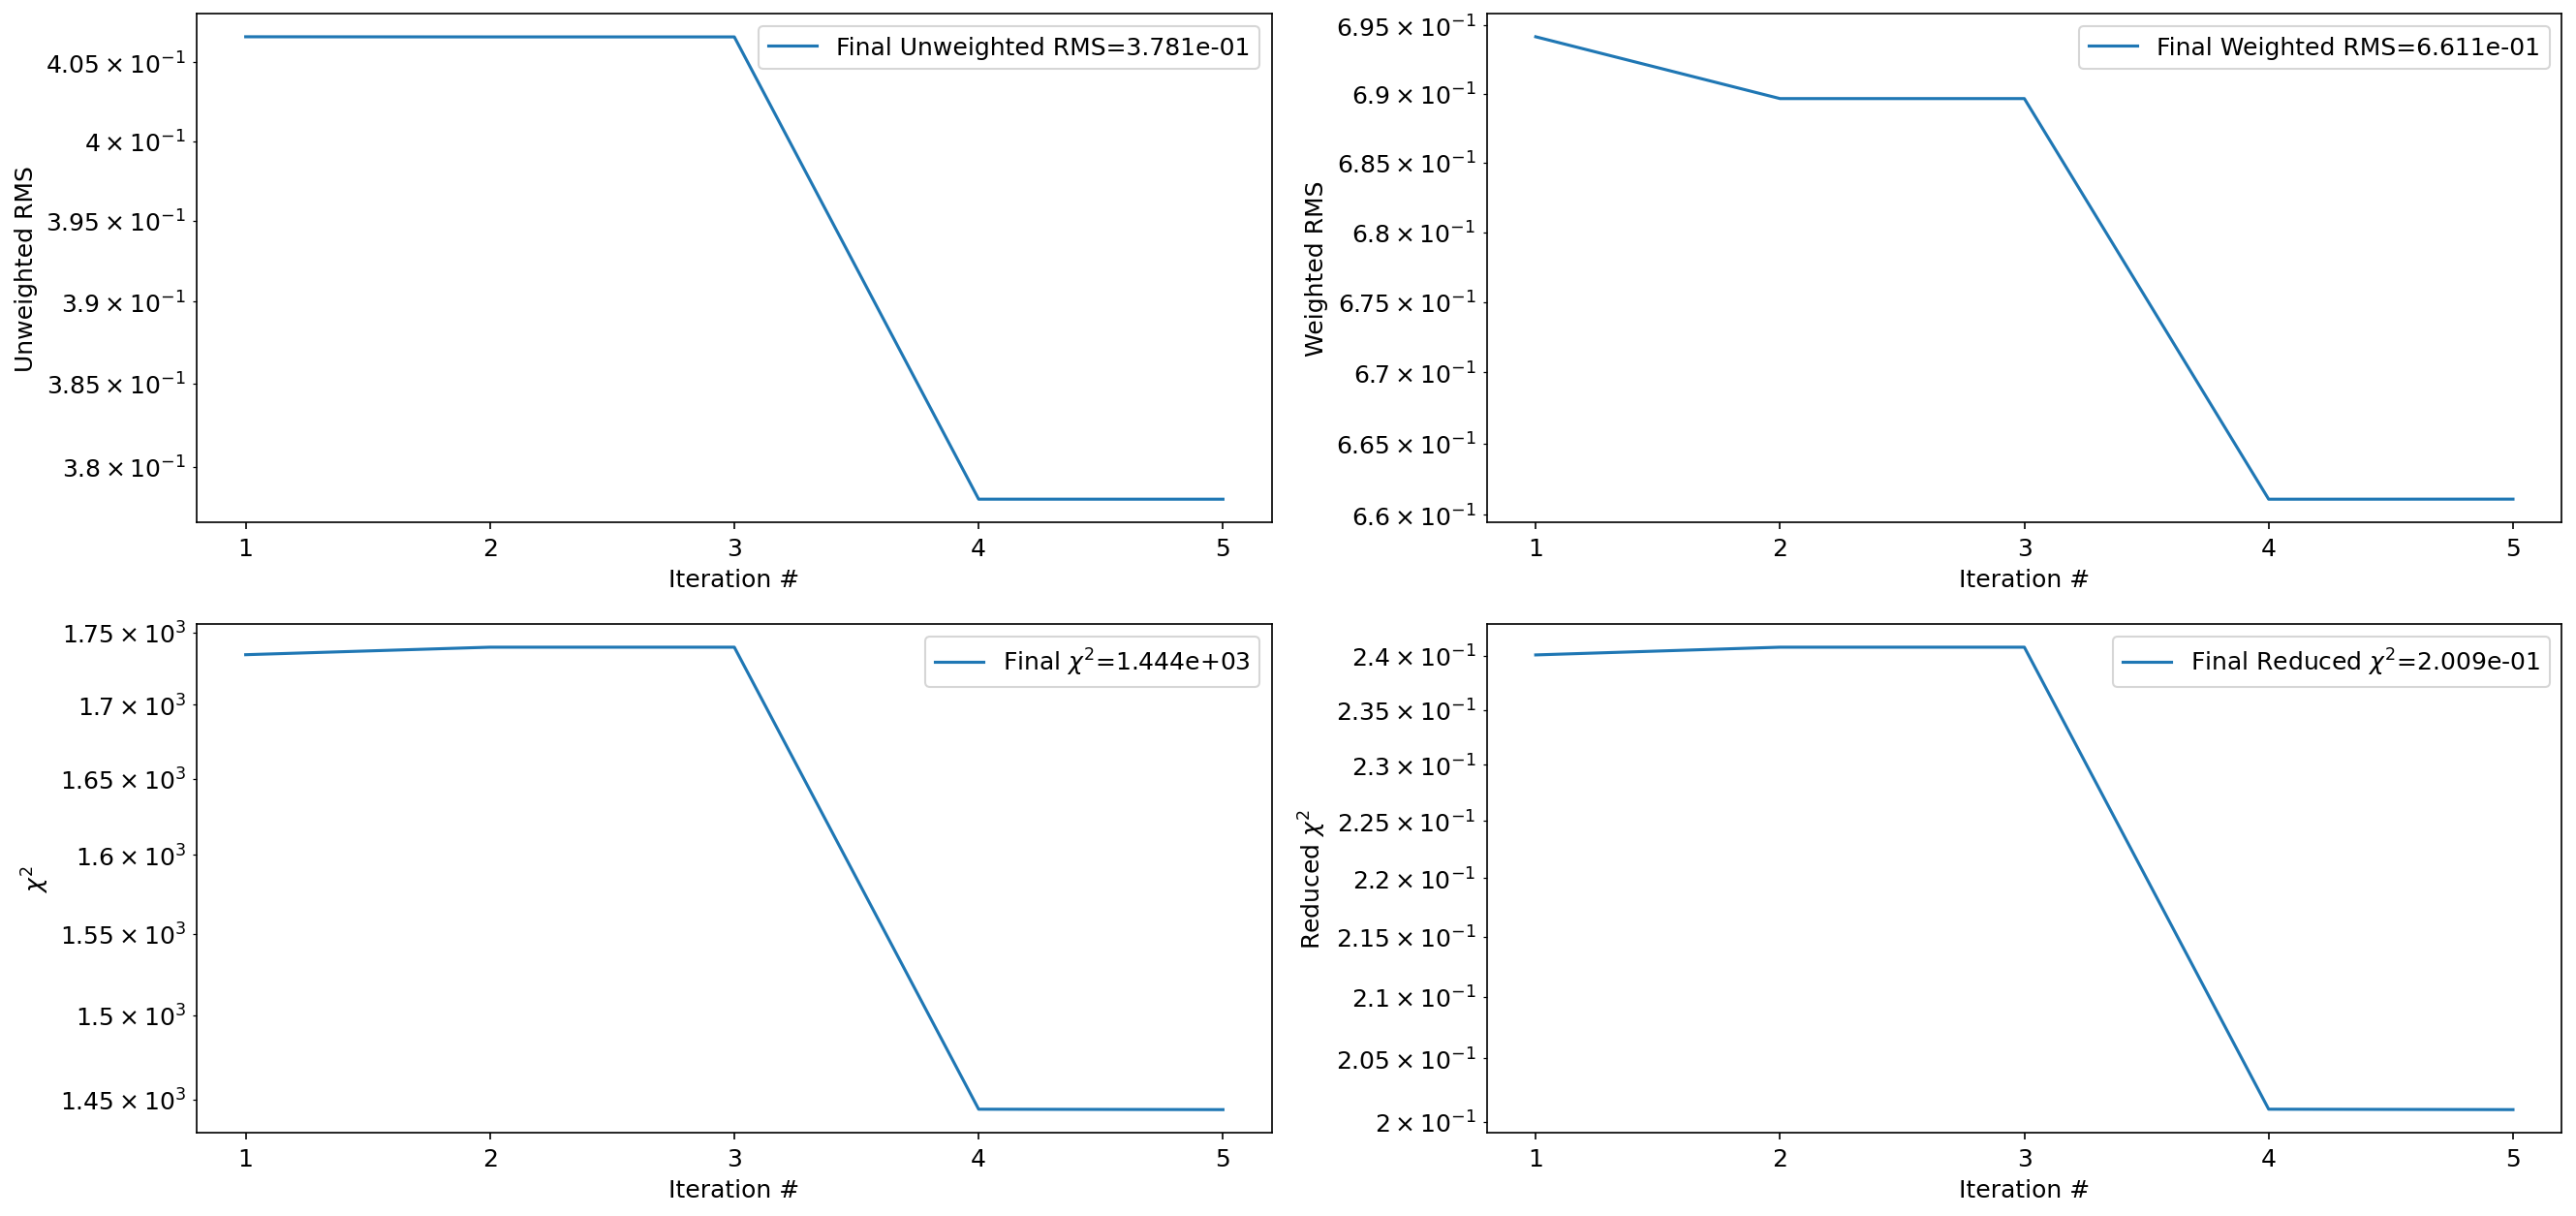 Final Unweighted RMS=3.781e-01
4.05 × 10⁻¹
4 × 10⁻¹
3.95 × 10⁻¹
3.9 × 10⁻¹
3.85 × 10⁻¹
3.8 × 10⁻¹
Unweighted RMS
1 2 3 4 5
Iteration #
Final Weighted RMS=6.611e-01
6.95 × 10⁻¹
6.9 × 10⁻¹
6.85 × 10⁻¹
6.8 × 10⁻¹
6.75 × 10⁻¹
6.7 × 10⁻¹
6.65 × 10⁻¹
6.6 × 10⁻¹
Weighted RMS
1 2 3 4 5
Iteration #
Final χ²=1.444e+03
1.75 × 10³
1.7 × 10³
1.65 × 10³
1.6 × 10³
1.55 × 10³
1.5 × 10³
1.45 × 10³
χ²
1 2 3 4 5
Iteration #
Final Reduced χ²=2.009e-01
2.4 × 10⁻¹
2.35 × 10⁻¹
2.3 × 10⁻¹
2.25 × 10⁻¹
2.2 × 10⁻¹
2.15 × 10⁻¹
2.1 × 10⁻¹
2.05 × 10⁻¹
2 × 10⁻¹
Reduced χ²
1 2 3 4 5
Iteration #